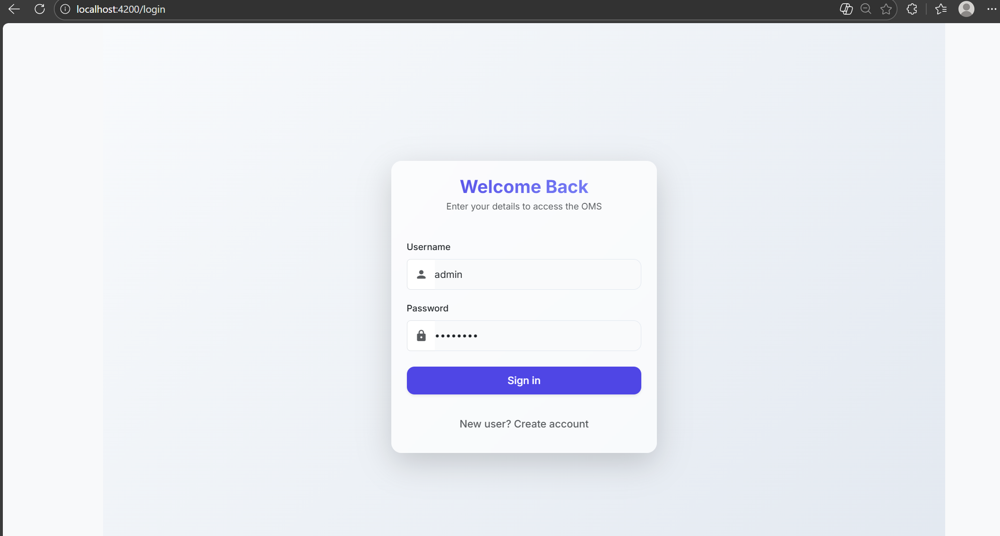 localhost:4200/login
Welcome Back
Enter your details to access the OMS
Username
admin
Password
••••••••
Sign in
New user? Create account